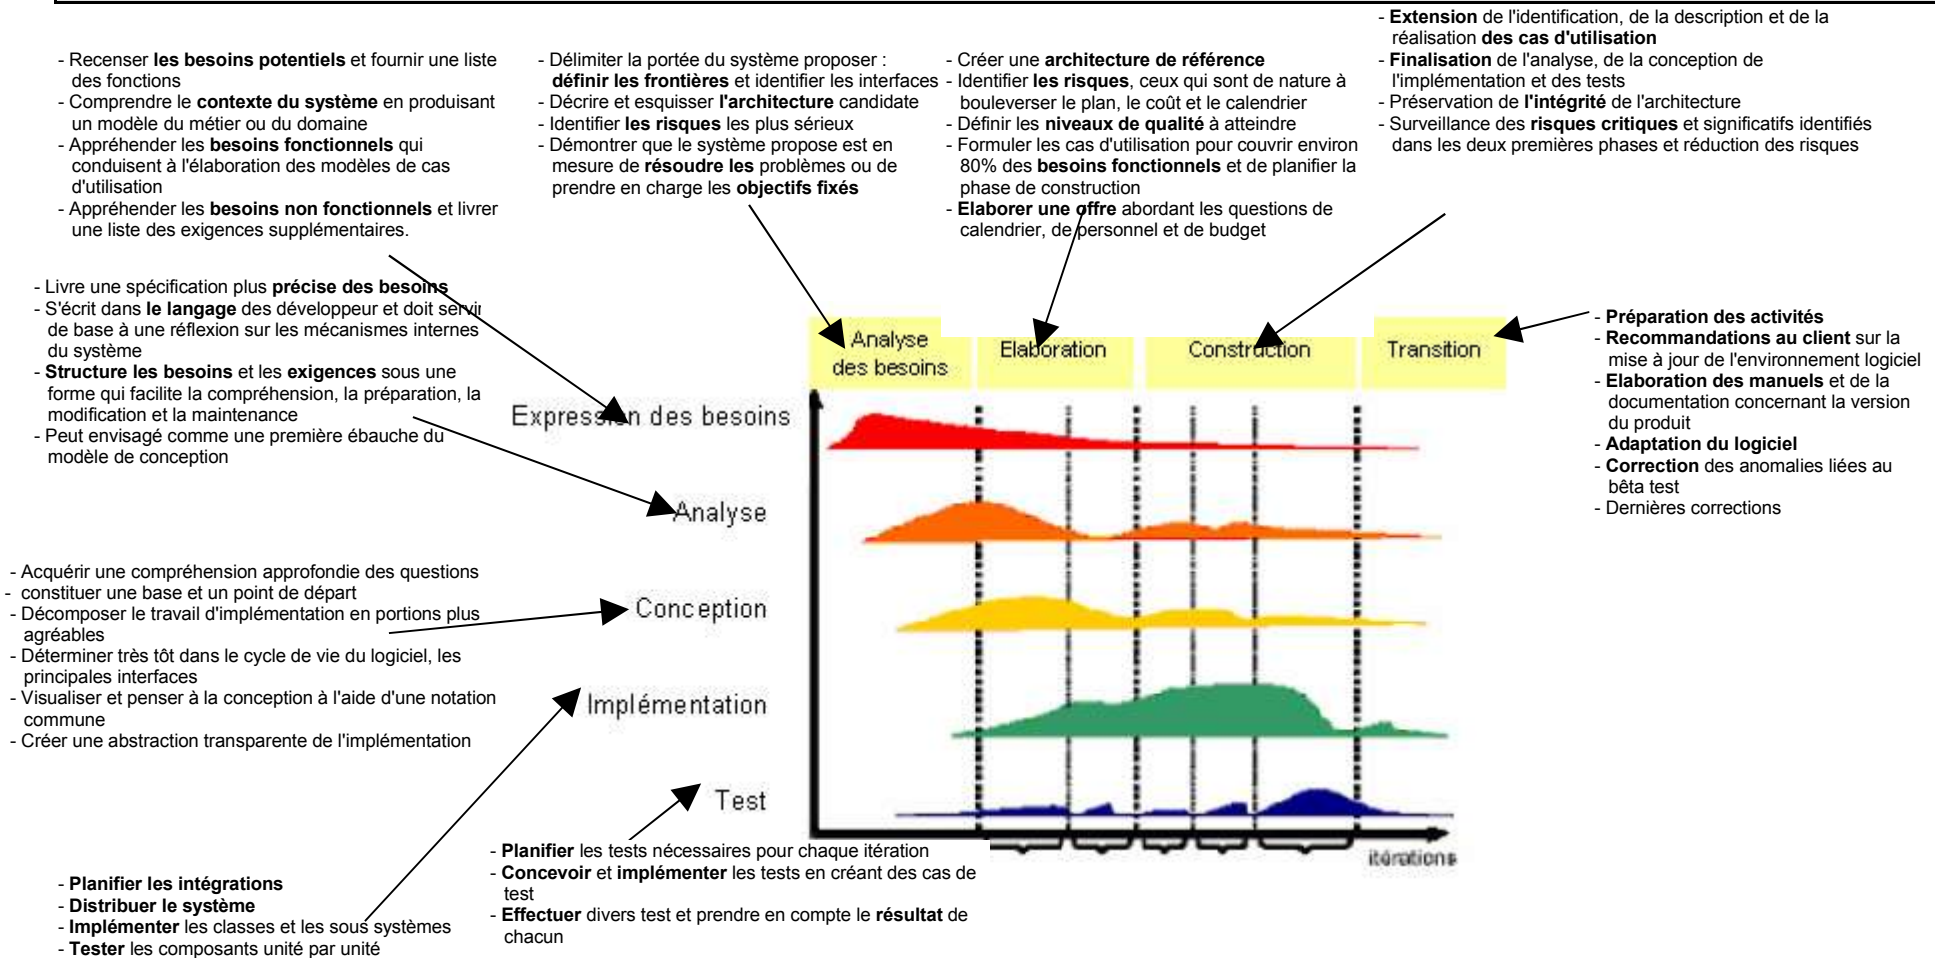 - Recenser les besoins potentiels et fournir une liste
des fonctions
- Comprendre le contexte du système en produisant
un modèle du métier ou du domaine
- Appréhender les besoins fonctionnels qui
conduisent à l'élaboration des modèles de cas
d'utilisation
- Appréhender les besoins non fonctionnels et livrer
une liste des exigences supplémentaires.
- Délimiter la portée du système proposer :
définir les frontières et identifier les interfaces
- Décrire et esquisser l'architecture candidate
- Identifier les risques les plus sérieux
- Démontrer que le système propose est en
mesure de résoudre les problèmes ou de
prendre en charge les objectifs fixés
- Créer une architecture de référence
- Identifier les risques, ceux qui sont de nature à
bouleverser le plan, le coût et le calendrier
- Définir les niveaux de qualité à atteindre
- Formuler les cas d'utilisation pour couvrir environ
80% des besoins fonctionnels et de planifier la
phase de construction
- Elaborer une offre abordant les questions de
calendrier, de personnel et de budget
- Extension de l'identification, de la description et de la
réalisation des cas d'utilisation
- Finalisation de l'analyse, de la conception de
l'implémentation et des tests
- Préservation de l'intégrité de l'architecture
- Surveillance des risques critiques et significatifs identifiés
dans les deux premières phases et réduction des risques
- Livre une spécification plus précise des besoins
- S'écrit dans le langage des développeur et doit servir
de base à une réflexion sur les mécanismes internes
du système
- Structure les besoins et les exigences sous une
forme qui facilite la compréhension, la préparation, la
modification et la maintenance
- Peut envisagé comme une première ébauche du
modèle de conception
Analyse
des besoins
Elaboration
Construction
Transition
- Préparation des activités
- Recommandations au client sur la
mise à jour de l'environnement logiciel
- Elaboration des manuels et de la
documentation concernant la version
du produit
- Adaptation du logiciel
- Correction des anomalies liées au
bêta test
- Dernières corrections
Expression des besoins
Analyse
Conception
Implémentation
Test
itérations
- Acquérir une compréhension approfondie des questions
- constituer une base et un point de départ
- Décomposer le travail d'implémentation en portions plus
agréables
- Déterminer très tôt dans le cycle de vie du logiciel, les
principales interfaces
- Visualiser et penser à la conception à l'aide d'une notation
commune
- Créer une abstraction transparente de l'implémentation
- Planifier les intégrations
- Distribuer le système
- Implémenter les classes et les sous systèmes
- Tester les composants unité par unité
- Planifier les tests nécessaires pour chaque itération
- Concevoir et implémenter les tests en créant des cas de
test
- Effectuer divers test et prendre en compte le résultat de
chacun